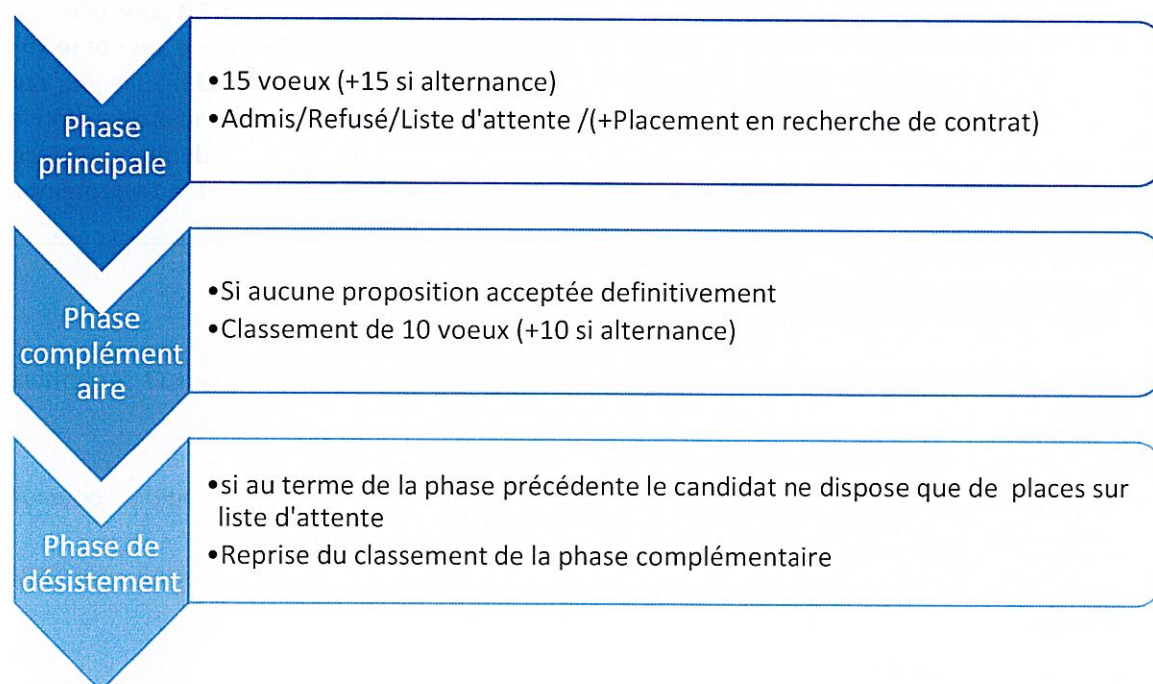 Phase
principale
•15 voeux (+15 si alternance)
•Admis/Refusé/Liste d'attente /(+Placement en recherche de contrat)
Phase
complément
aire
•Si aucune proposition acceptée definitivement
•Classement de 10 voeux (+10 si alternance)
Phase de
désistement
•si au terme de la phase précédente le candidat ne dispose que de places sur
liste d'attente
•Reprise du classement de la phase complémentaire